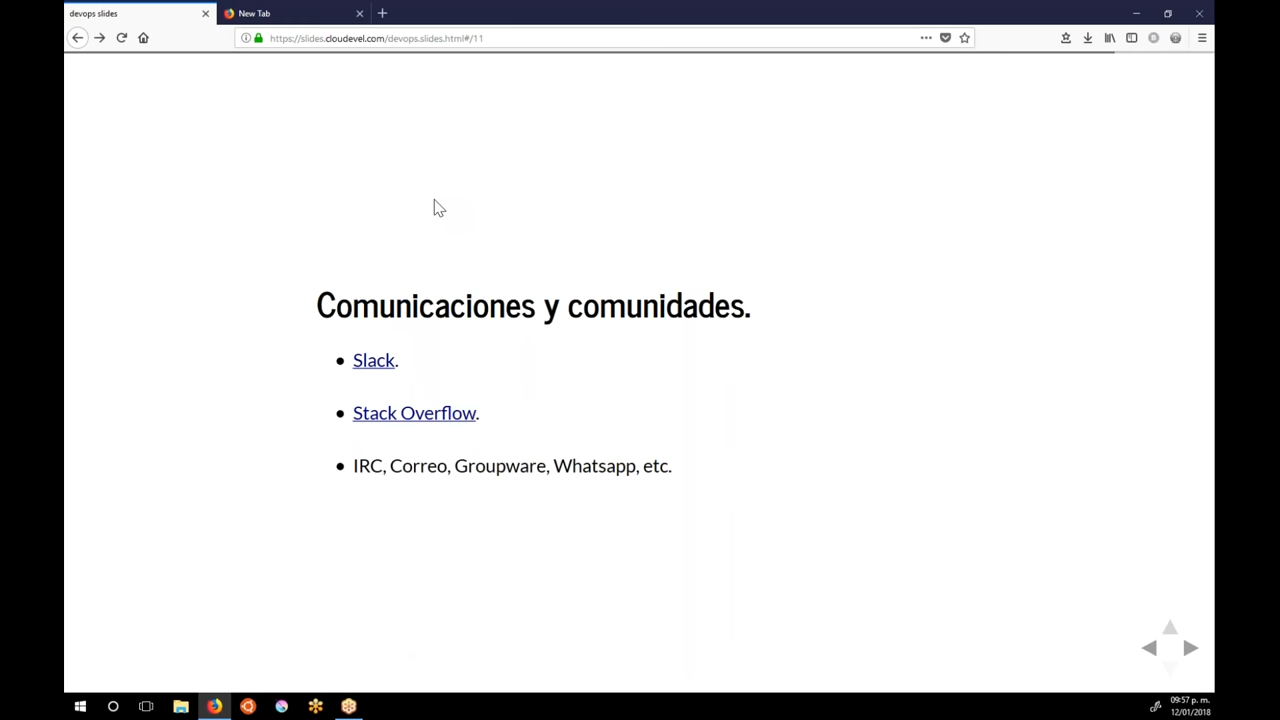 devops slides
New Tab
https://slides.cloudevel.com/devops.slides.html#/11
Comunicaciones y comunidades.
Slack.
Stack Overflow.
IRC, Correo, Groupware, Whatsapp, etc.
09:57 p. m.
12/01/2018